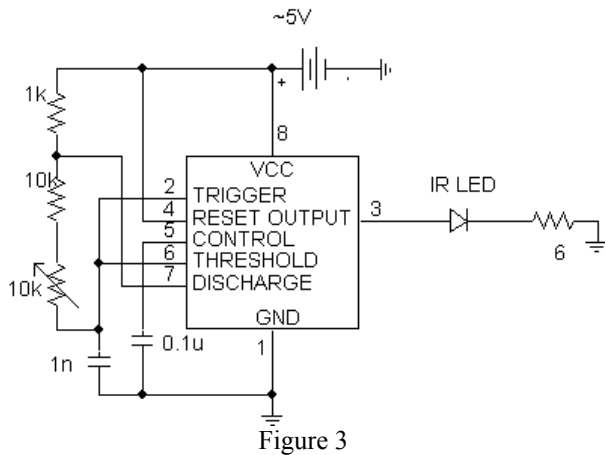 ~5V
+
1k
8
VCC
10k
2 TRIGGER
IR LED
4 RESET OUTPUT 3
5 CONTROL
6 THRESHOLD
6
7 DISCHARGE
10k
GND
1n
0.1u
1
Figure 3